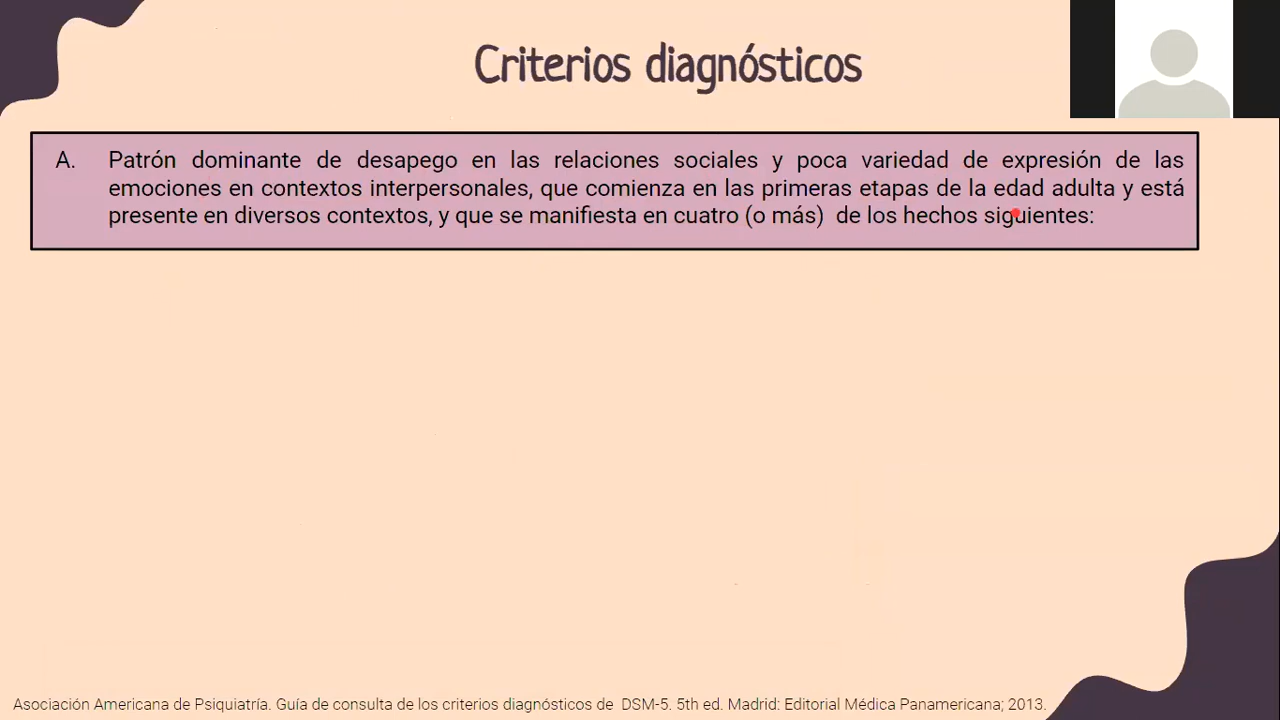 Criterios diagnósticos
A. Patrón dominante de desapego en las relaciones sociales y poca variedad de expresión de las
emociones en contextos interpersonales, que comienza en las primeras etapas de la edad adulta y está
presente en diversos contextos, y que se manifiesta en cuatro (o más) de los hechos siguientes:
Asociación Americana de Psiquiatría. Guía de consulta de los criterios diagnósticos de DSM-5. 5th ed. Madrid: Editorial Médica Panamericana; 2013.